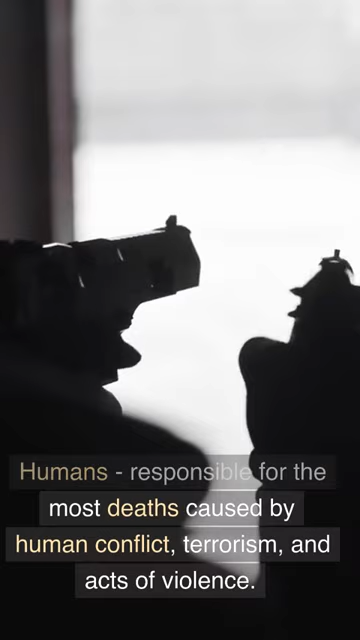 Humans - responsible for the
most deaths caused by
human conflict, terrorism, and
acts of violence.